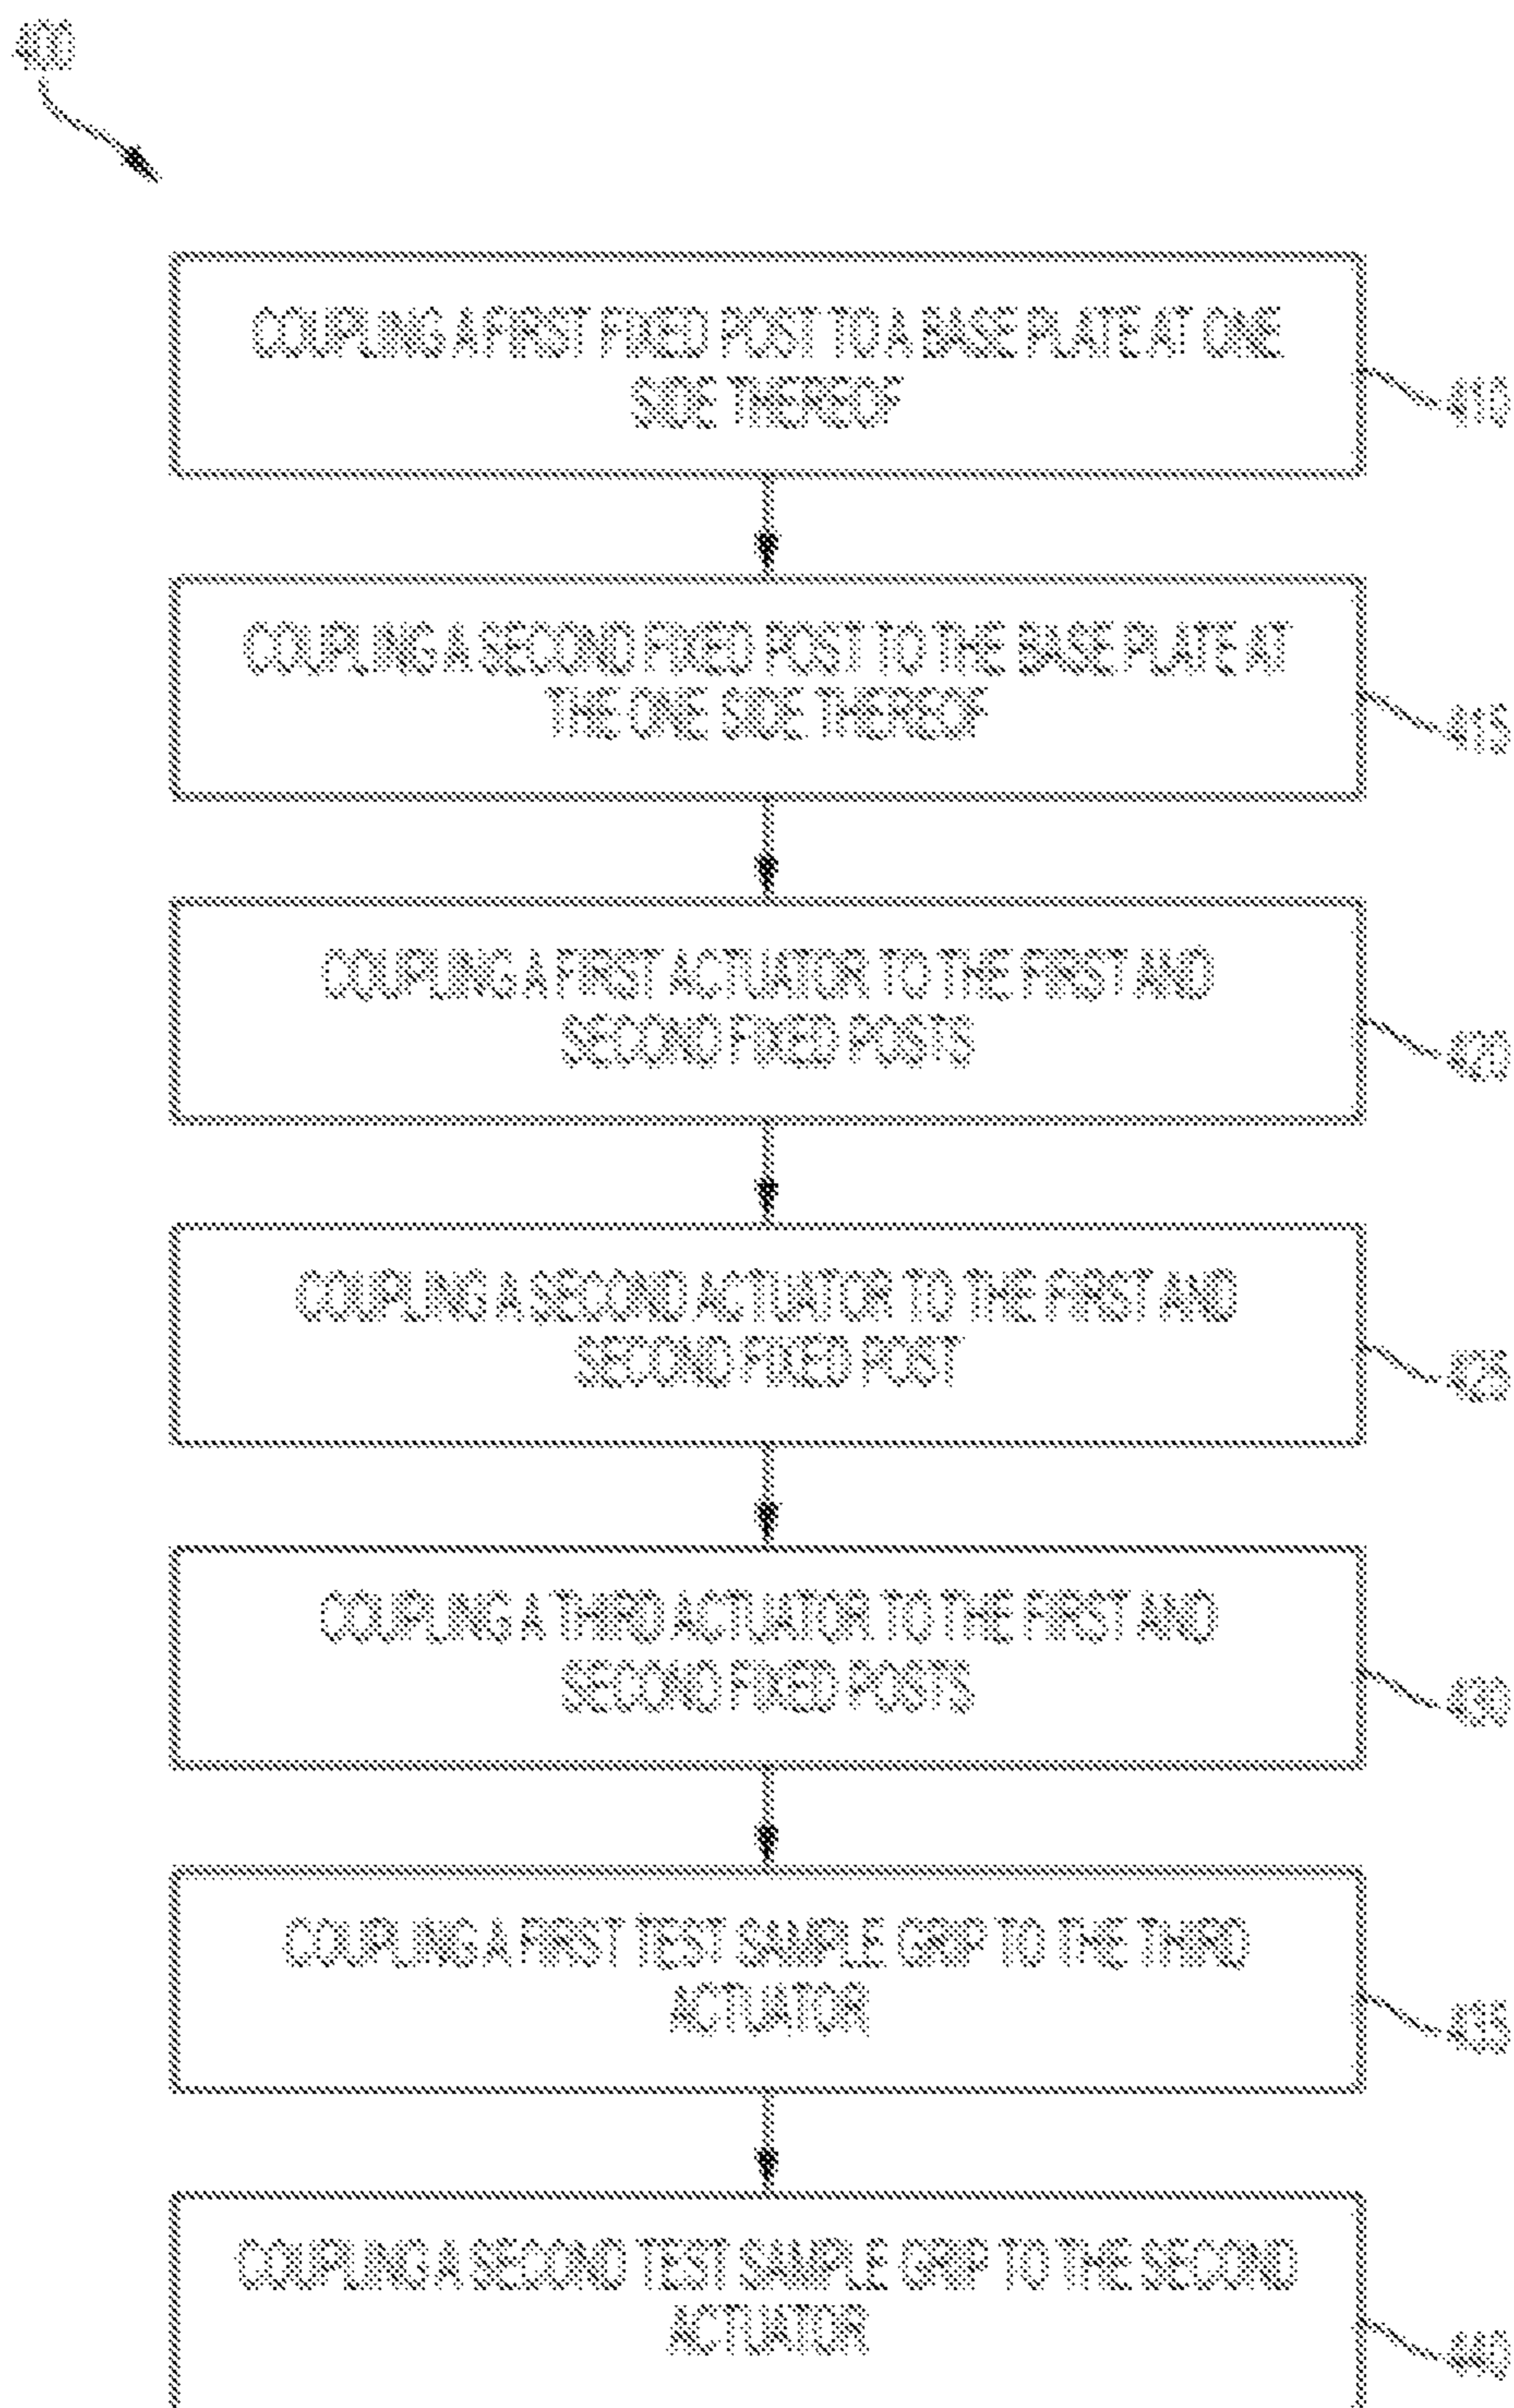 400
COUPLING A FIRST FIXED POST TO A BASE PLATE AT ONE
SIDE THEREOF
410
COUPLING A SECOND FIXED POST TO THE BASE PLATE AT
THE ONE SIDE THEREOF
415
COUPLING A FIRST ACTUATOR TO THE FIRST AND
SECOND FIXED POSTS
420
COUPLING A SECOND ACTUATOR TO THE FIRST AND
SECOND FIXED POST
425
COUPLING A THIRD ACTUATOR TO THE FIRST AND
SECOND FIXED POSTS
430
COUPLING A FIRST TEST SAMPLE GRIP TO THE THIRD
ACTUATOR
435
COUPLING A SECOND TEST SAMPLE GRIP TO THE SECOND
ACTUATOR
440